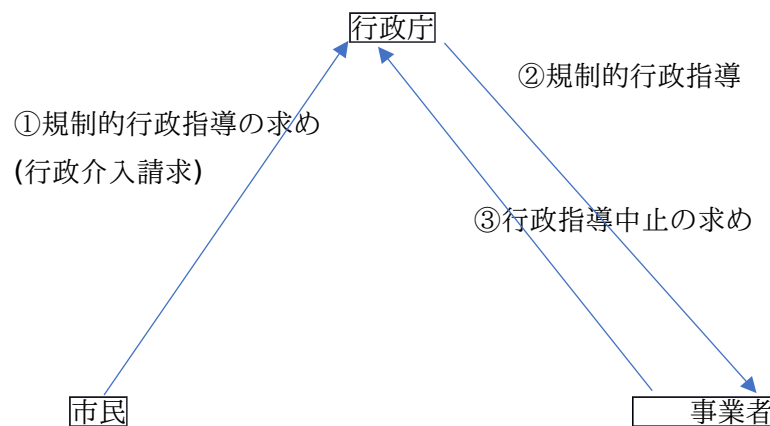 行政庁
②規制的行政指導
①規制的行政指導の求め
(行政介入請求)
③行政指導中止の求め
市民
事業者